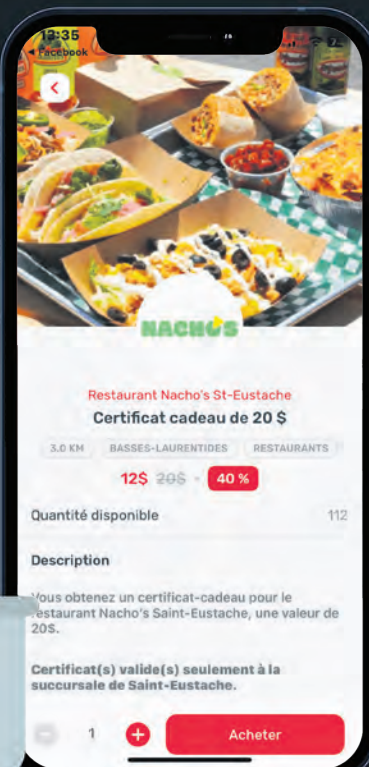 13:35
Facebook
NACHO'S
Restaurant Nacho's St-Eustache
Certificat cadeau de 20 $
3.0 KM BASSES-LAURENTIDES RESTAURANTS
12$ 20$ - 40 %
Quantité disponible 112
Description
Vous obtenez un certificat-cadeau pour le
restaurant Nacho's Saint-Eustache, une valeur de
20$.
Certificat(s) valide(s) seulement à la
succursale de Saint-Eustache.
1 Acheter